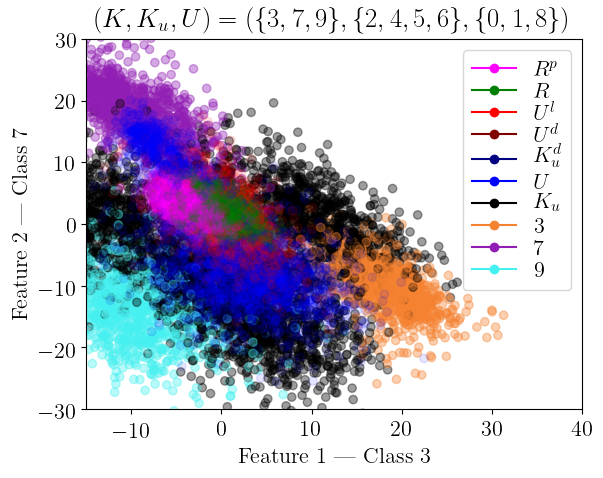 (K, K_u, U) = ({3, 7, 9}, {2, 4, 5, 6}, {0, 1, 8})
30
20
10
0
−10
−20
−30
Feature 2 — Class 7
R^p
R
U^l
U^d
K_u^d
U
K_u
3
7
9
−10
0
10
20
30
40
Feature 1 — Class 3